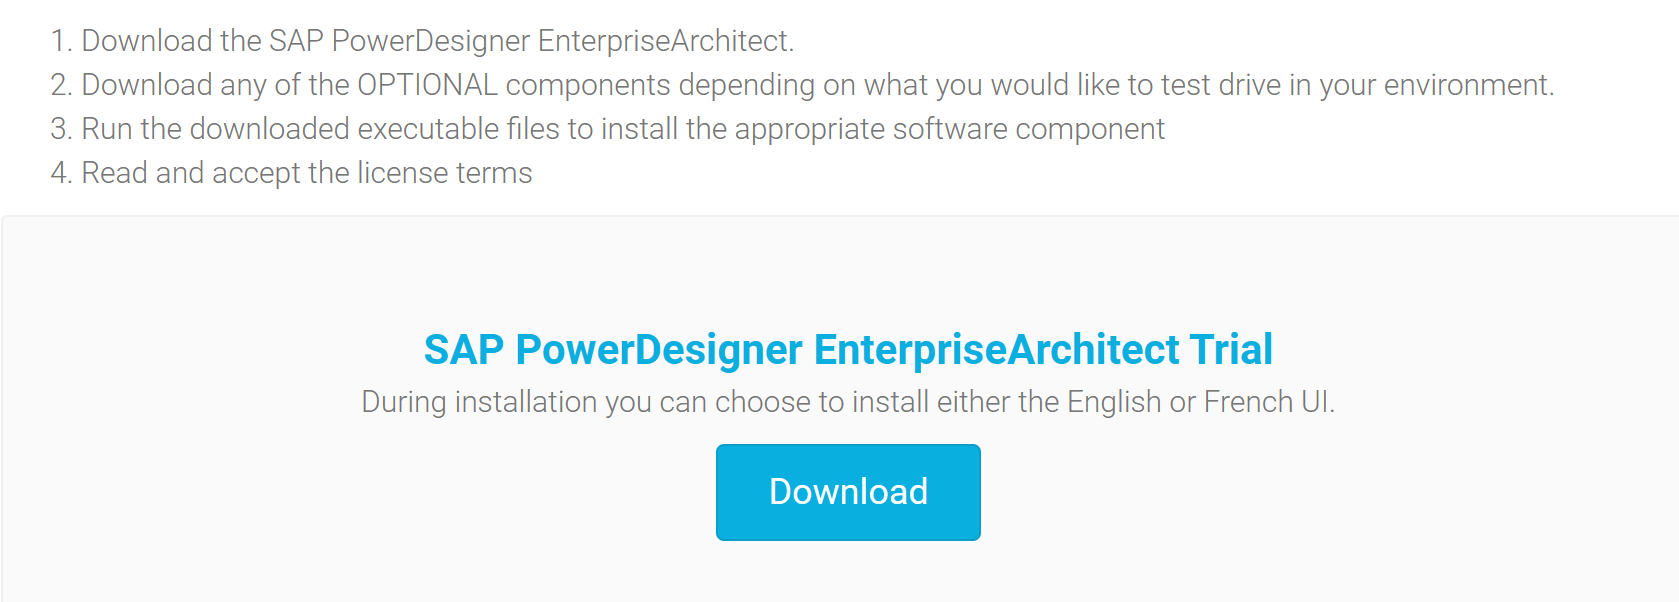 1. Download the SAP PowerDesigner EnterpriseArchitect.
2. Download any of the OPTIONAL components depending on what you would like to test drive in your environment.
3. Run the downloaded executable files to install the appropriate software component
4. Read and accept the license terms
SAP PowerDesigner EnterpriseArchitect Trial
During installation you can choose to install either the English or French UI.
Download